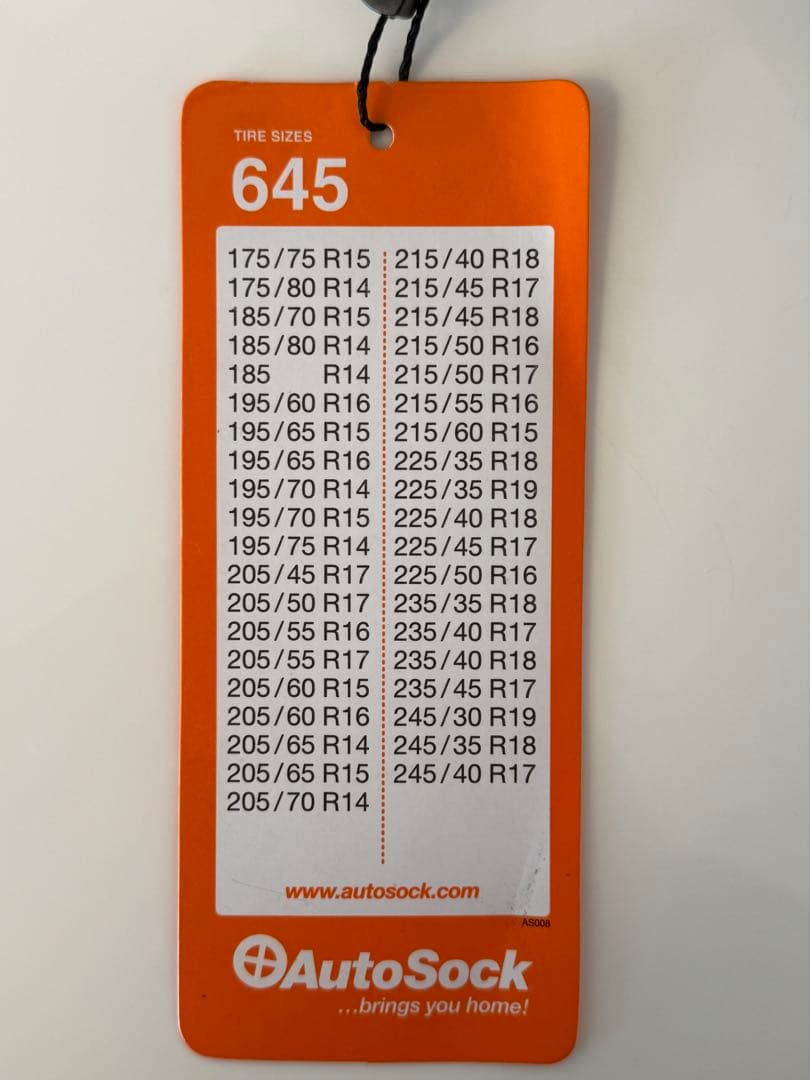 TIRE SIZES
645
175/75 R15
175/80 R14
185/70 R15
185/80 R14
185 R14
195/60 R16
195/65 R15
195/65 R16
195/70 R14
195/70 R15
195/75 R14
205/45 R17
205/50 R17
205/55 R16
205/55 R17
205/60 R15
205/60 R16
205/65 R14
205/65 R15
205/70 R14
215/40 R18
215/45 R17
215/45 R18
215/50 R16
215/50 R17
215/55 R16
215/60 R15
225/35 R18
225/35 R19
225/40 R18
225/45 R17
225/50 R16
235/35 R18
235/40 R17
235/40 R18
235/45 R17
245/30 R19
245/35 R18
245/40 R17
www.autosock.com
AS008
AutoSock
...brings you home!